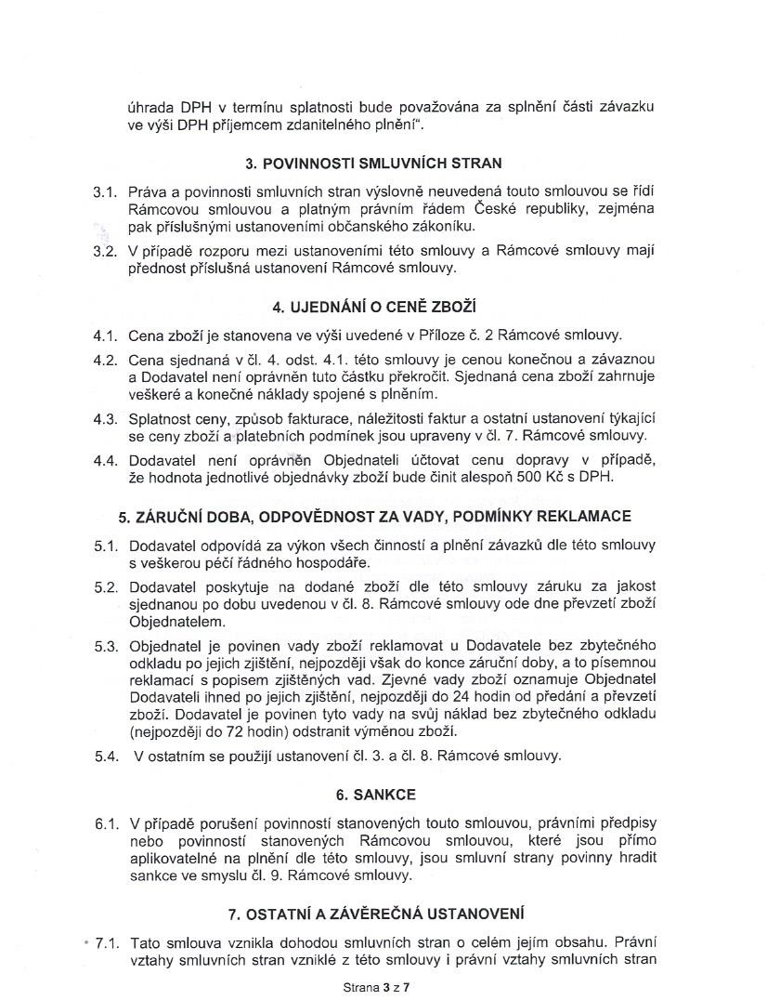 úhrada DPH v termínu splatnosti bude považována za splnění části závazku
ve výši DPH příjemcem zdanitelného plnění“.
3. POVINNOSTI SMLUVNÍCH STRAN
3.1. Práva a povinnosti smluvních stran výslovně neuvedená touto smlouvou se řídí
Rámcovou smlouvou a platným právním řádem České republiky, zejména
pak příslušnými ustanoveními občanského zákoníku.
3.2. V případě rozporu mezi ustanoveními této smlouvy a Rámcové smlouvy mají
přednost příslušná ustanovení Rámcové smlouvy.
4. UJEDNÁNÍ O CENĚ ZBOŽÍ
4.1. Cena zboží je stanovena ve výši uvedené v Příloze č. 2 Rámcové smlouvy.
4.2. Cena sjednaná v čl. 4. odst. 4.1. této smlouvy je cenou konečnou a závaznou
a Dodavatel není oprávněn tuto částku překročit. Sjednaná cena zboží zahrnuje
veškeré a konečné náklady spojené s plněním.
4.3. Splatnost ceny, způsob fakturace, náležitosti faktur a ostatní ustanovení týkající
se ceny zboží a platebních podmínek jsou upraveny v čl. 7. Rámcové smlouvy.
4.4. Dodavatel není oprávněn Objednateli účtovat cenu dopravy v případě,
že hodnota jednotlivé objednávky zboží bude činit alespoň 500 Kč s DPH.
5. ZÁRUČNÍ DOBA, ODPOVĚDNOST ZA VADY, PODMÍNKY REKLAMACE
5.1. Dodavatel odpovídá za výkon všech činností a plnění závazků dle této smlouvy
s veškerou péčí řádného hospodáře.
5.2. Dodavatel poskytuje na dodané zboží dle této smlouvy záruku za jakost
sjednanou po dobu uvedenou v čl. 8. Rámcové smlouvy ode dne převzetí zboží
Objednatelem.
5.3. Objednatel je povinen vady zboží reklamovat u Dodavatele bez zbytečného
odkladu po jejich zjištění, nejpozději však do konce záruční doby, a to písemnou
reklamací s popisem zjištěných vad. Zjevné vady zboží oznamuje Objednatel
Dodavateli ihned po jejich zjištění, nejpozději do 24 hodin od předání a převzetí
zboží. Dodavatel je povinen tyto vady na svůj náklad bez zbytečného odkladu
(nejpozději do 72 hodin) odstranit výměnou zboží.
5.4. V ostatním se použijí ustanovení čl. 3. a čl. 8. Rámcové smlouvy.
6. SANKCE
6.1. V případě porušení povinností stanovených touto smlouvou, právními předpisy
nebo povinností stanovených Rámcovou smlouvou, které jsou přímo
aplikovatelné na plnění dle této smlouvy, jsou smluvní strany povinny hradit
sankce ve smyslu čl. 9. Rámcové smlouvy.
7. OSTATNÍ A ZÁVĚREČNÁ USTANOVENÍ
7.1. Tato smlouva vznikla dohodou smluvních stran o celém jejím obsahu. Právní
vztahy smluvních stran vzniklé z této smlouvy i právní vztahy smluvních stran
Strana 3 z 7